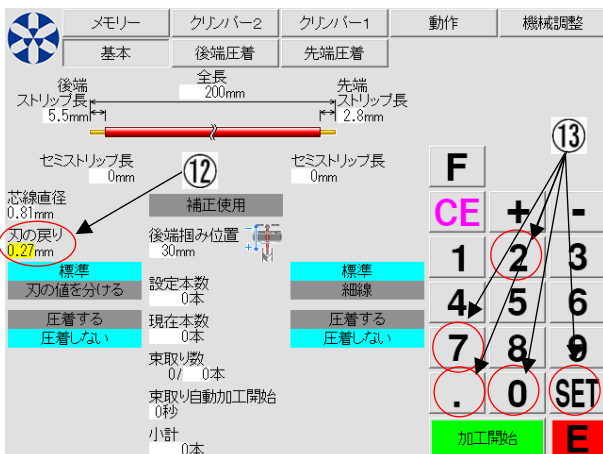 メモリー クリンパー2 クリンパー1 動作 機械調整
基本 後端圧着 先端圧着
後端
ストリップ長
5.5mm
全長
200mm
先端
ストリップ長
2.8mm
セミストリップ長
0mm
⑫
セミストリップ長
0mm
⑬
芯線直径
0.81mm
補正使用
刃の戻り
0.27mm
後端掴み位置
30mm
+
M
標準
刃の値を分ける
設定本数
0本
標準
細線
圧着する
圧着しない
現在本数
0本
圧着する
圧着しない
束取り数
0/ 0本
束取り自動加工開始
0秒
小計
0本
F
CE + -
1 2 3
4 5 6
7 8 9
. 0 SET
加工開始 E